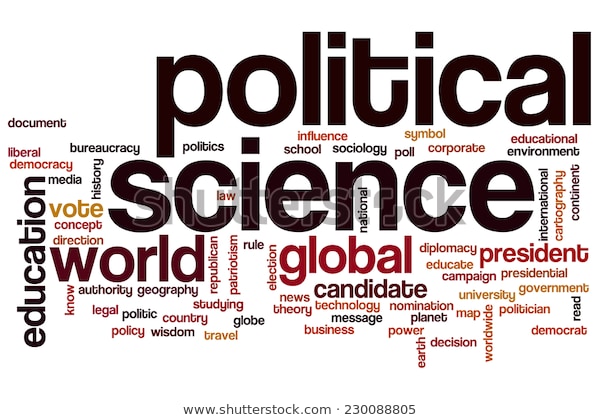 political
document
influence
symbol
bureaucracy
politics
school
sociology
poll
corporate
educational
environment
liberal
democracy
media
history
science
law
national
international
cartography
continent
education
vote
concept
direction
world
republican
patriotism
rule
election
global
diplomacy
president
educate
campaign
presidential
know
authority
geography
candidate
university
government
legal
politic
country
studying
globe
news
theory
technology
nomination
map
worldwide
politician
read
policy
wisdom
travel
message
planet
business
power
earth
decision
democrat
shutterstock
www.shutterstock.com · 230088805